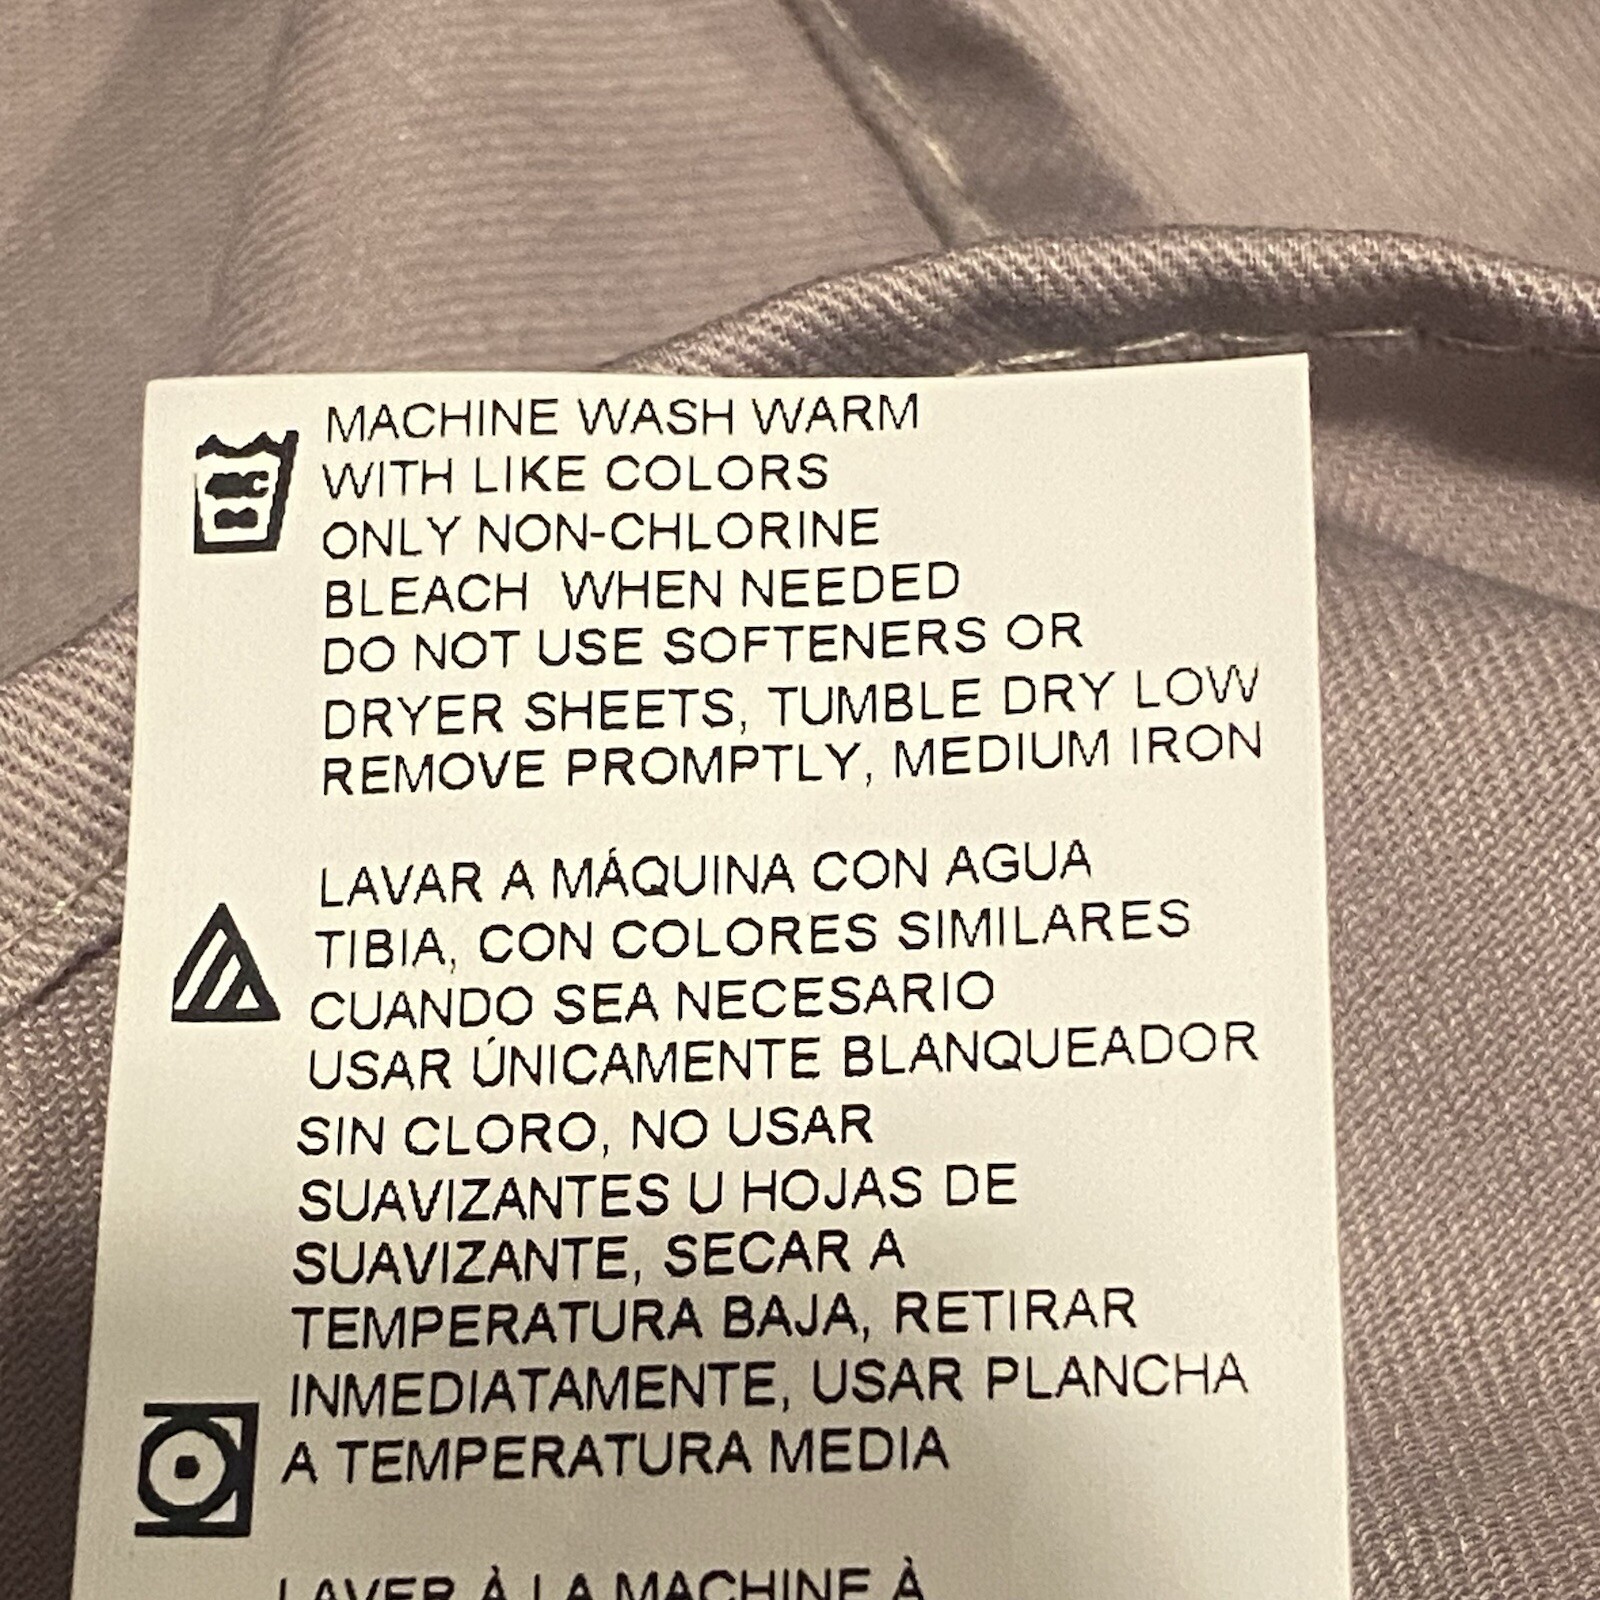 MACHINE WASH WARM
WITH LIKE COLORS
ONLY NON-CHLORINE
BLEACH WHEN NEEDED
DO NOT USE SOFTENERS OR
DRYER SHEETS, TUMBLE DRY LOW
REMOVE PROMPTLY, MEDIUM IRON
LAVAR A MÁQUINA CON AGUA
TIBIA, CON COLORES SIMILARES
CUANDO SEA NECESARIO
USAR ÚNICAMENTE BLANQUEADOR
SIN CLORO, NO USAR
SUAVIZANTES U HOJAS DE
SUAVIZANTE, SECAR A
TEMPERATURA BAJA, RETIRAR
INMEDIATAMENTE, USAR PLANCHA
A TEMPERATURA MEDIA
LAVER À LA MACHINE À